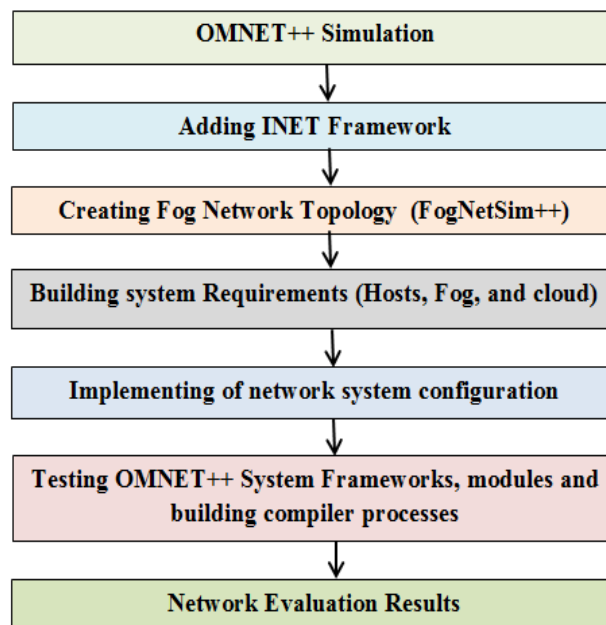 OMNET++ Simulation
Adding INET Framework
Creating Fog Network Topology (FogNetSim++)
Building system Requirements (Hosts, Fog, and cloud)
Implementing of network system configuration
Testing OMNET++ System Frameworks, modules and
building compiler processes
Network Evaluation Results